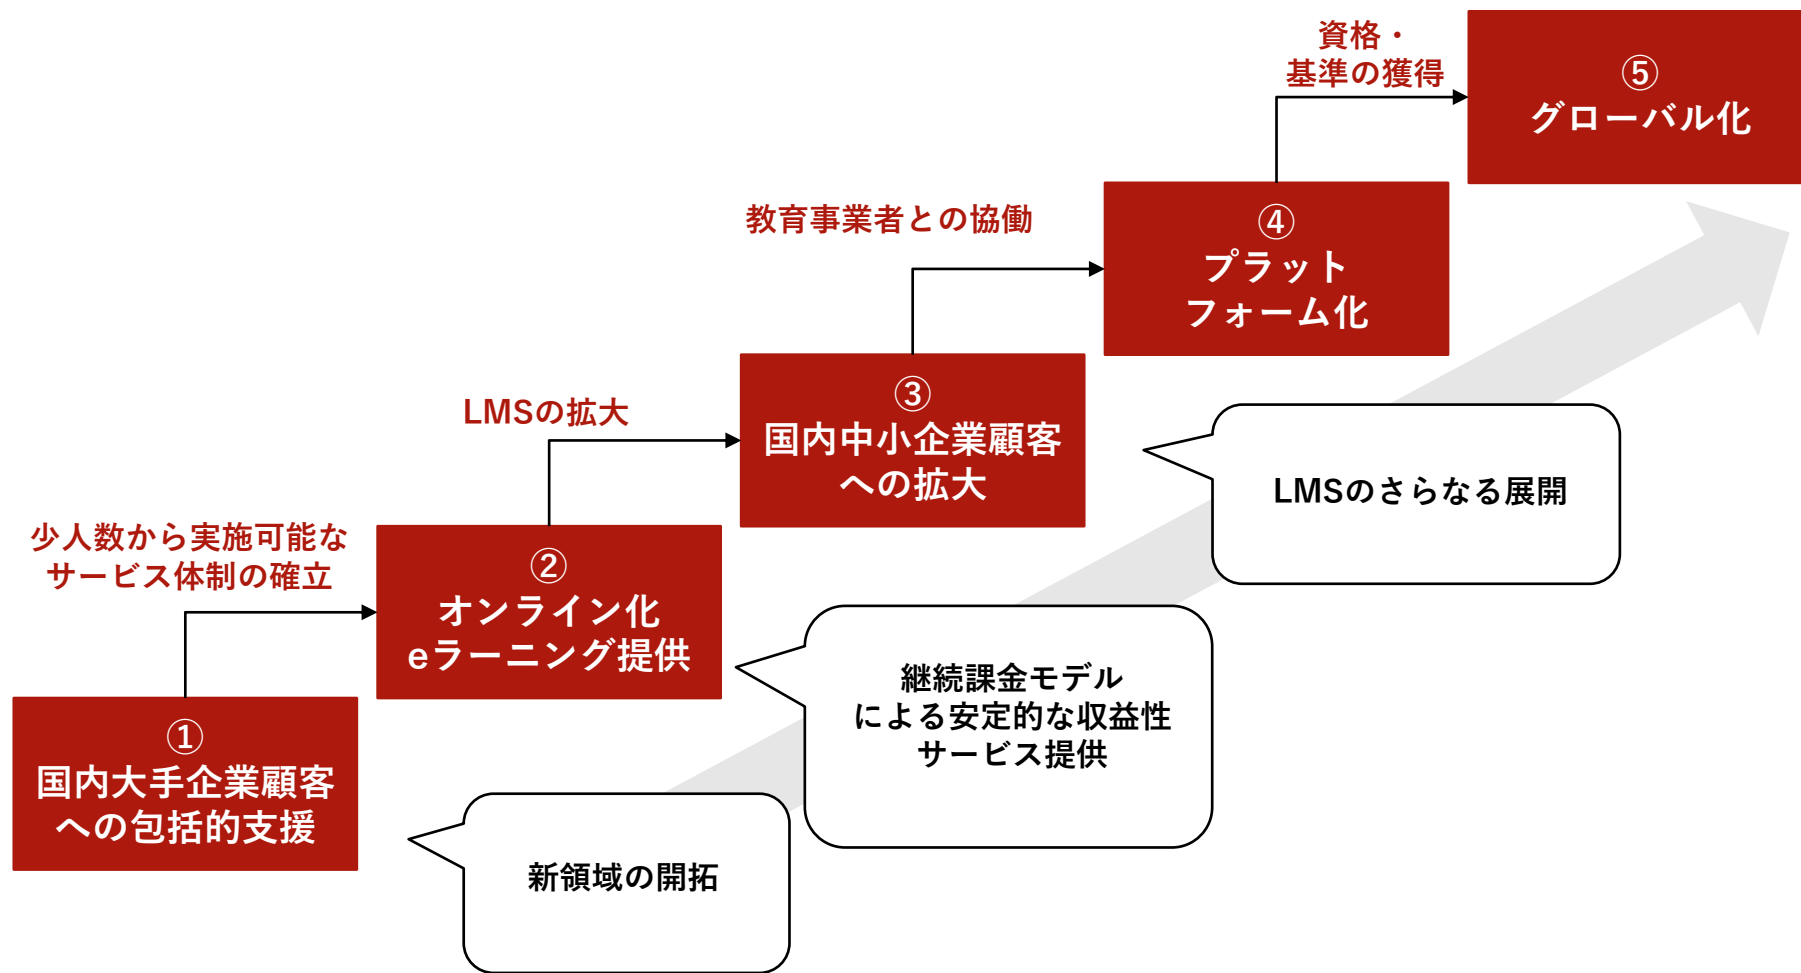 資格・
基準の獲得
⑤
グローバル化
教育事業者との協働
④
プラット
フォーム化
LMSの拡大
③
国内中小企業顧客
への拡大
LMSのさらなる展開
少人数から実施可能な
サービス体制の確立
②
オンライン化
eラーニング提供
継続課金モデル
による安定的な収益性
サービス提供
①
国内大手企業顧客
への包括的支援
新領域の開拓